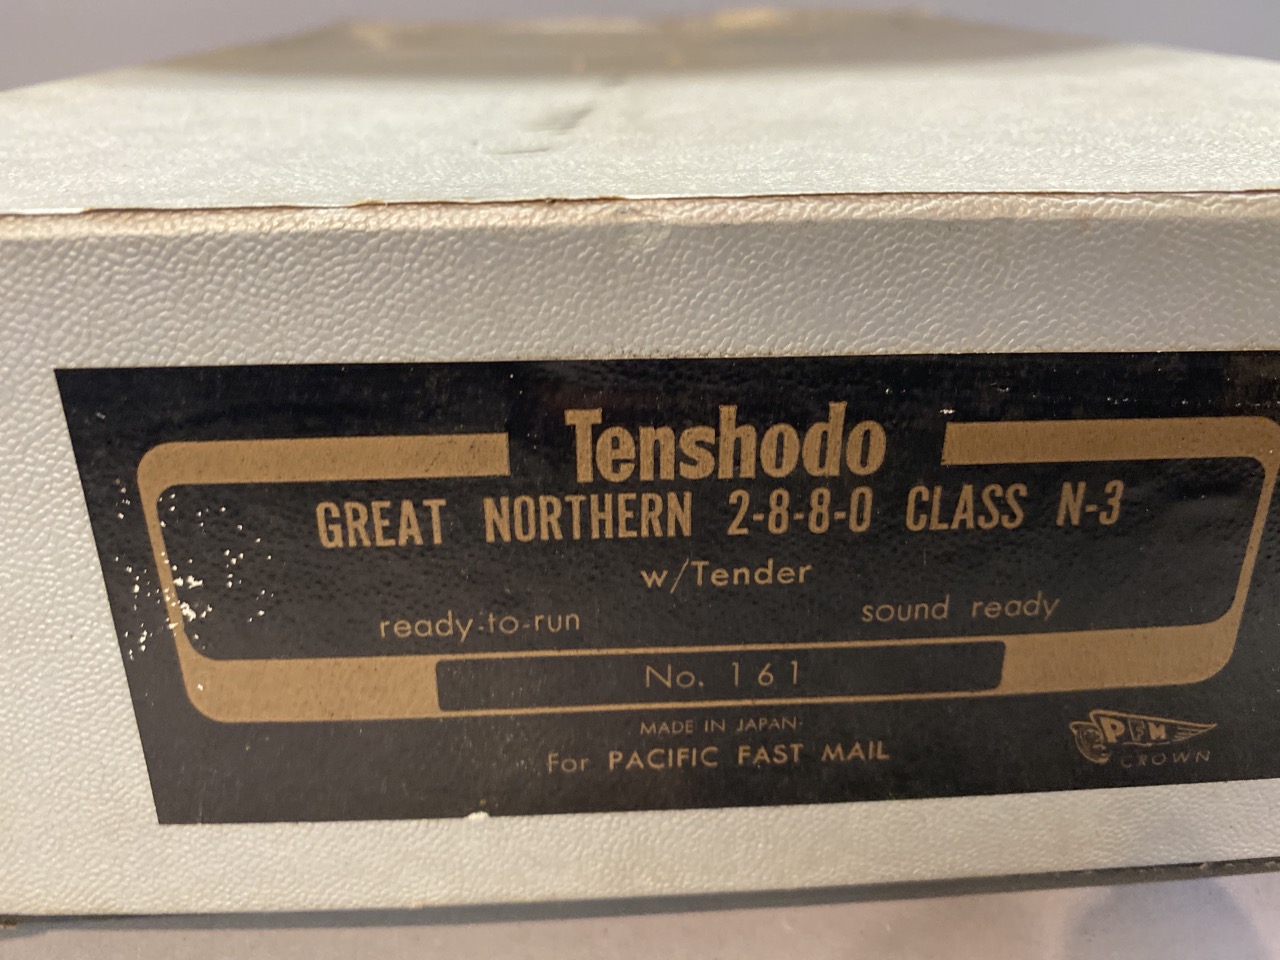 Tenshodo
GREAT NORTHERN 2-8-8-0 CLASS N-3
w/Tender
ready-to-run sound ready
No. 161
MADE IN JAPAN
For PACIFIC FAST MAIL
PFM
CROWN